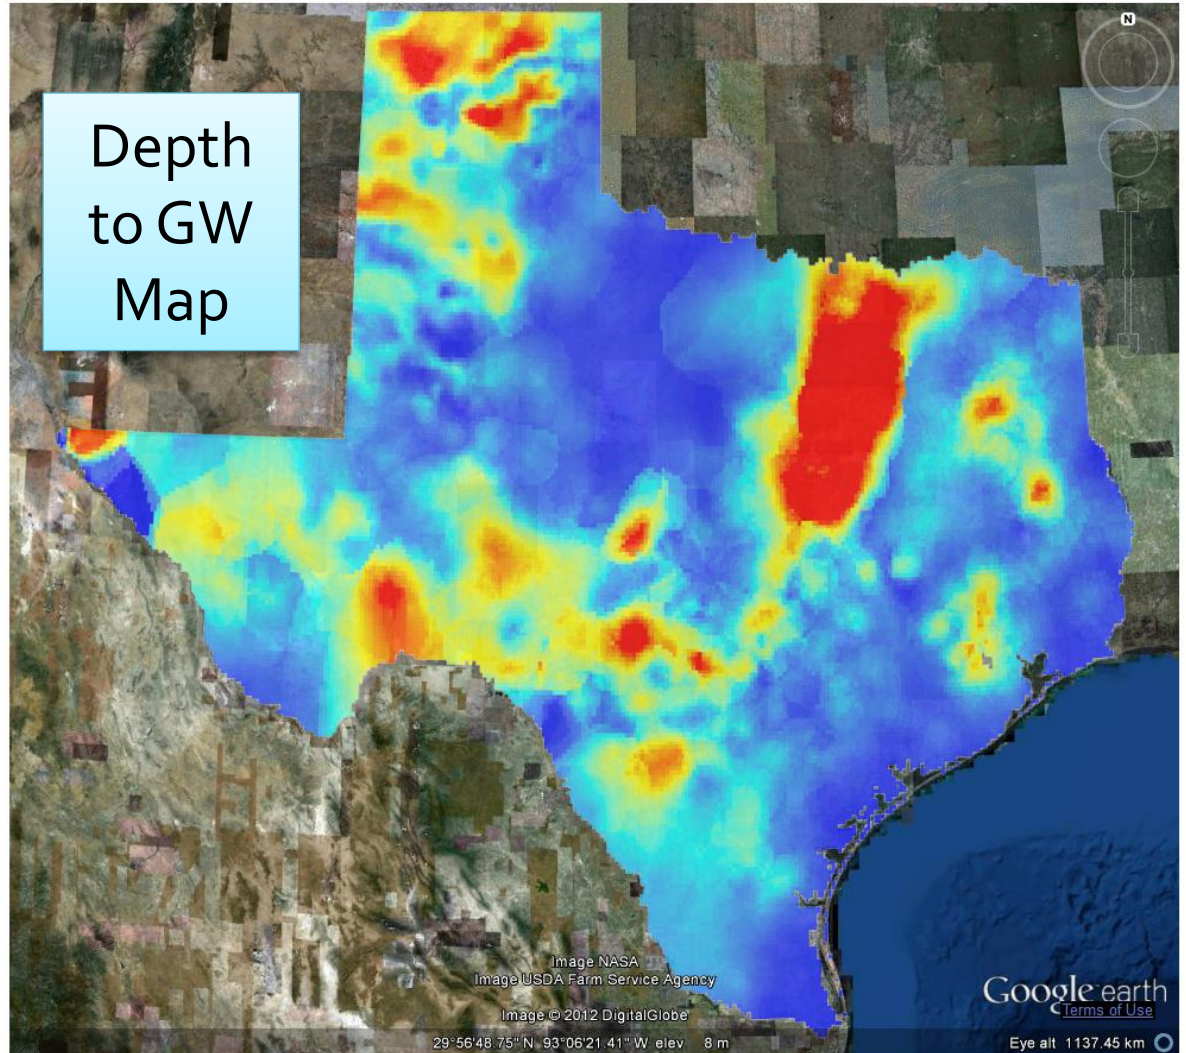 N
Depth
to GW
Map
Image NASA
Image USDA Farm Service Agency
Image © 2012 DigitalGlobe
Google earth
Terms of Use
29°56'48.75" N 93°06'21.41" W elev 8 m
Eye alt 1137.45 km